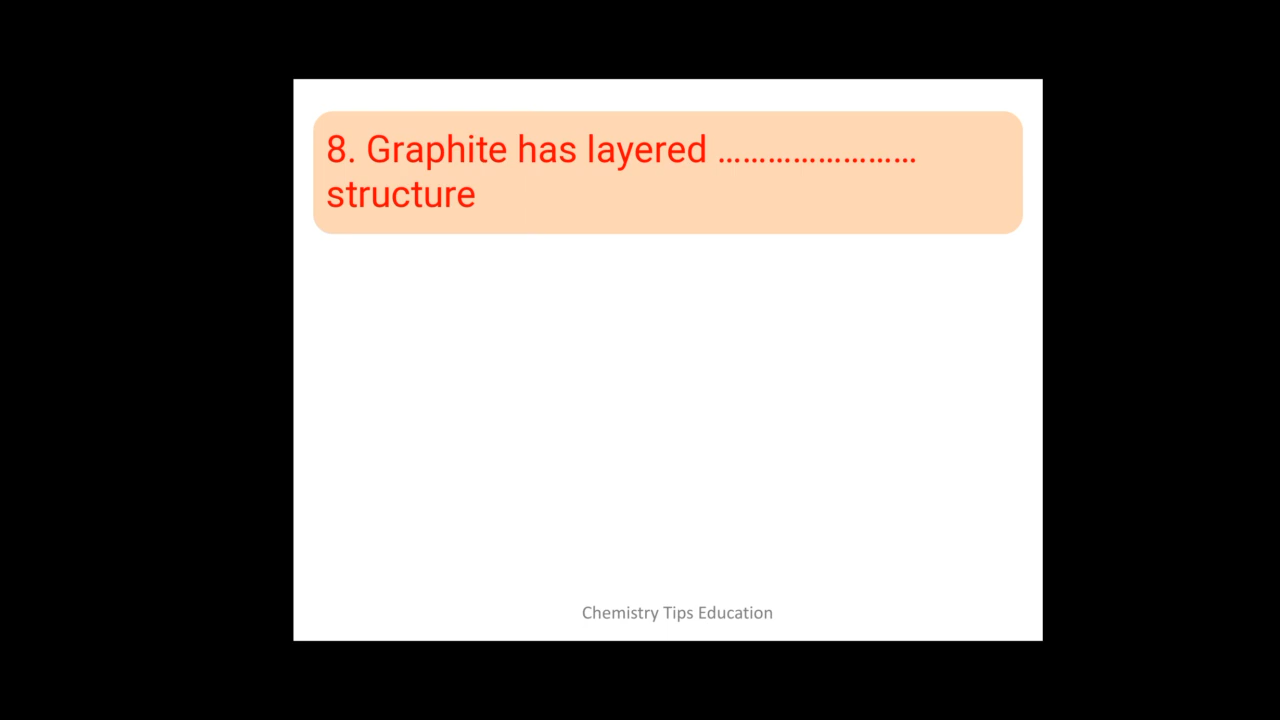 8. Graphite has layered ……………………
structure
Chemistry Tips Education